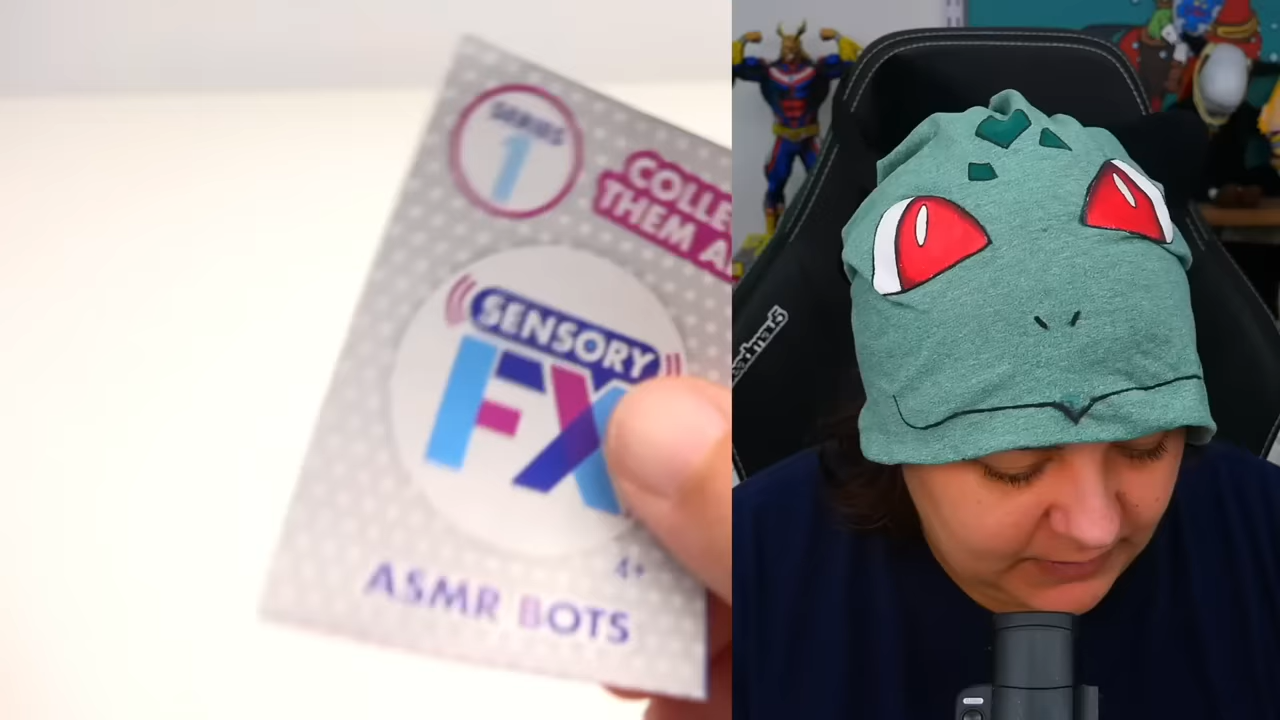 SERIES
1
COLLE
THEM A
SENSORY
FX
4+
ASMR BOTS